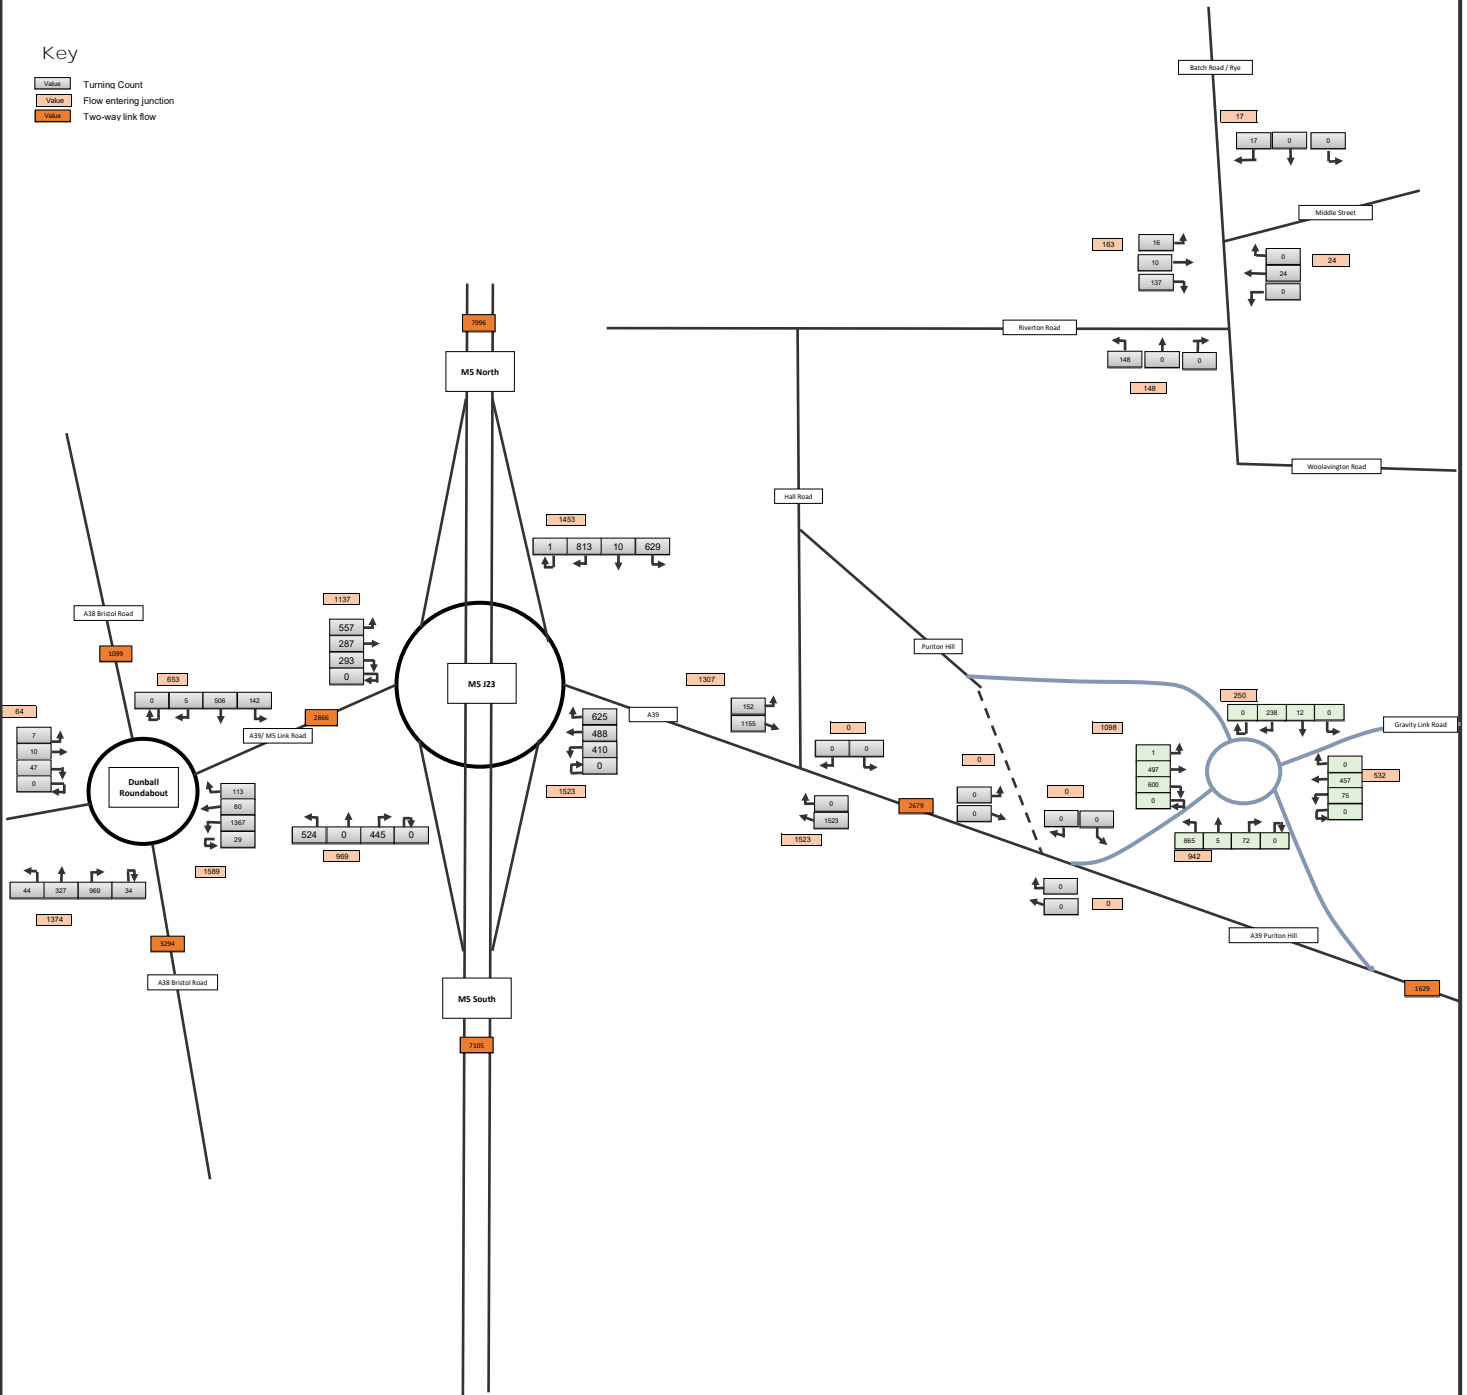 Key
Value Turning Count
Value Flow entering junction
Value Two-way link flow
Batch Road / Rye
17
17 0 0
Middle Street
163
16
10
137
0
24
0
24
7996
Riverton Road
M5 North
148 0 0
148
Woolavington Road
Hall Road
1453
1 813 10 629
1137
557
287
293
0
A38 Bristol Road
1099
653
0 5 506 142
64
7
10
47
0
2866
A39/ M5 Link Road
M5 J23
Puriton Hill
1307
152
1155
A39
625
488
410
0
1523
0
0 0
0
1523
1523
2679
0
0
0
0
0 0
0
0
0
250
0 238 12 0
Gravity Link Road
1098
1
497
600
0
0
457
75
0
532
865 5 72 0
942
Dunball
Roundabout
113
80
1367
29
1589
524 0 445 0
969
44 327 969 34
1374
3294
A38 Bristol Road
A39 Puriton Hill
1629
M5 South
7105